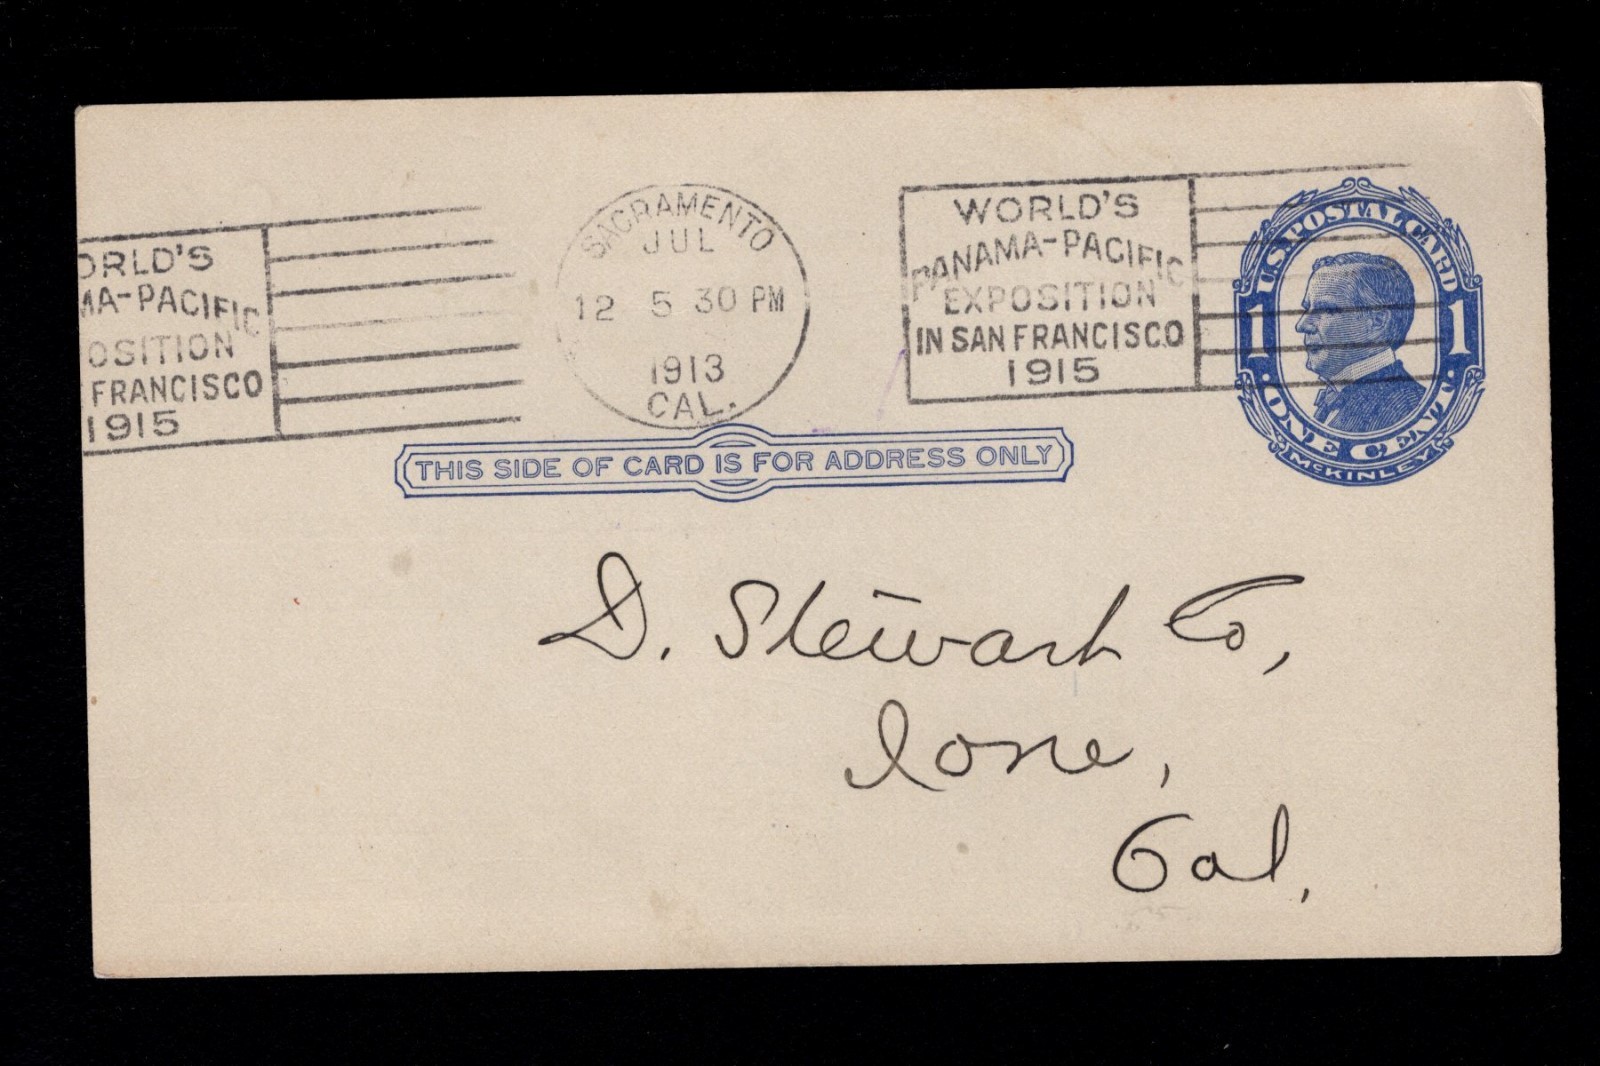 WORLD'S
PANAMA-PACIFIC
EXPOSITION
IN SAN FRANCISCO
1915
ORLD'S
MA-PACIFIC
OSITION
FRANCISCO
1915
SACRAMENTO
JUL
12 5 30 PM
1913
CAL.
U.S. POSTAL CARD
1 1
· ONE CENT ·
McKINLEY
THIS SIDE OF CARD IS FOR ADDRESS ONLY
D. Stewart Co,
Ione,
Cal,